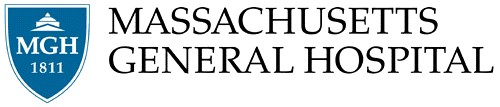 MGH
1811
MASSACHUSETTS
GENERAL HOSPITAL